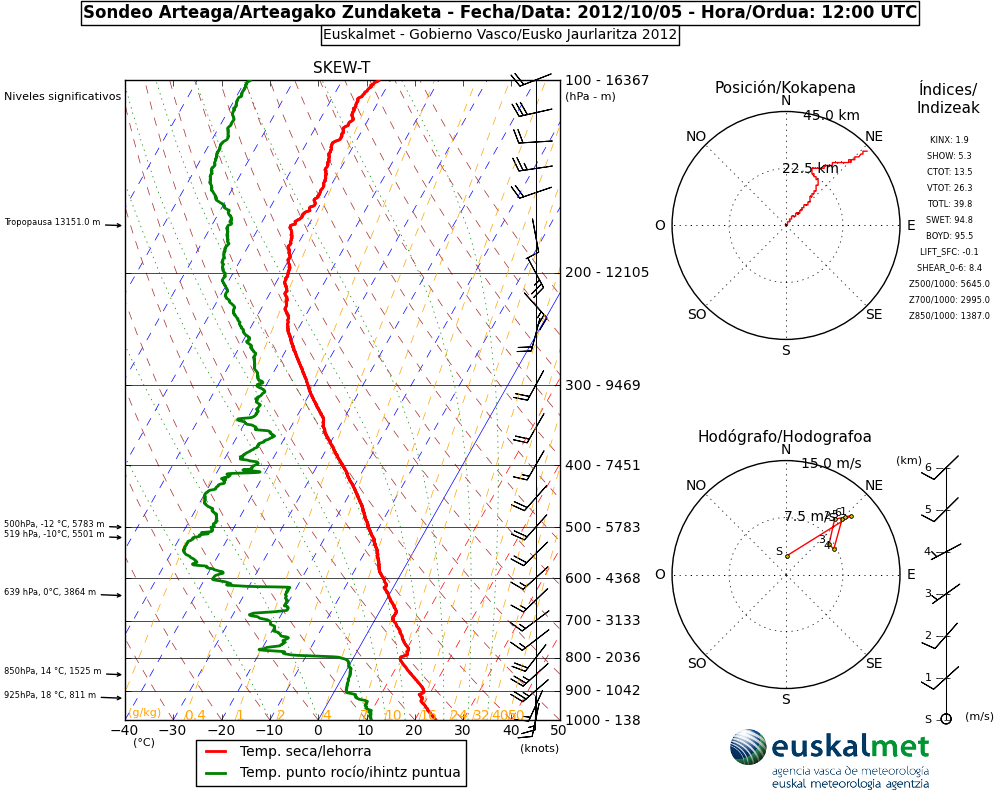 Sondeo Arteaga/Arteagako Zundaketa - Fecha/Data: 2012/10/05 - Hora/Ordua: 12:00 UTC
Euskalmet - Gobierno Vasco/Eusko Jaurlaritza 2012
SKEW-T
Niveles significativos
Tropopausa 13151.0 m
500hPa, -12 °C, 5783 m
519 hPa, -10°C, 5501 m
639 hPa, 0°C, 3864 m
850hPa, 14 °C, 1525 m
925hPa, 18 °C, 811 m
100 - 16367
(hPa - m)
200 - 12105
300 - 9469
400 - 7451
500 - 5783
600 - 4368
700 - 3133
800 - 2036
900 - 1042
1000 - 138
(g/kg) 0.4 1 2 4 7 10 16 24 32 40 50
−40 −30 −20 −10 0 10 20 30 40 50
(°C)
(knots)
Temp. seca/lehorra
Temp. punto rocío/ihintz puntua
Posición/Kokapena
N
45.0 km
NO
NE
22.5 km
O
E
SO
SE
S
Índices/
Indizeak
KINX: 1.9
SHOW: 5.3
CTOT: 13.5
VTOT: 26.3
TOTL: 39.8
SWET: 94.8
BOYD: 95.5
LIFT_SFC: -0.1
SHEAR_0-6: 8.4
Z500/1000: 5645.0
Z700/1000: 2995.0
Z850/1000: 1387.0
Hodógrafo/Hodografoa
N
15.0 m/s
NO
NE
7.5 m/s
S
3
4
1
O
E
SO
SE
S
(km)
6
5
4
3
2
1
S
(m/s)
euskalmet
agencia vasca de meteorología
euskal meteorologia agentzia